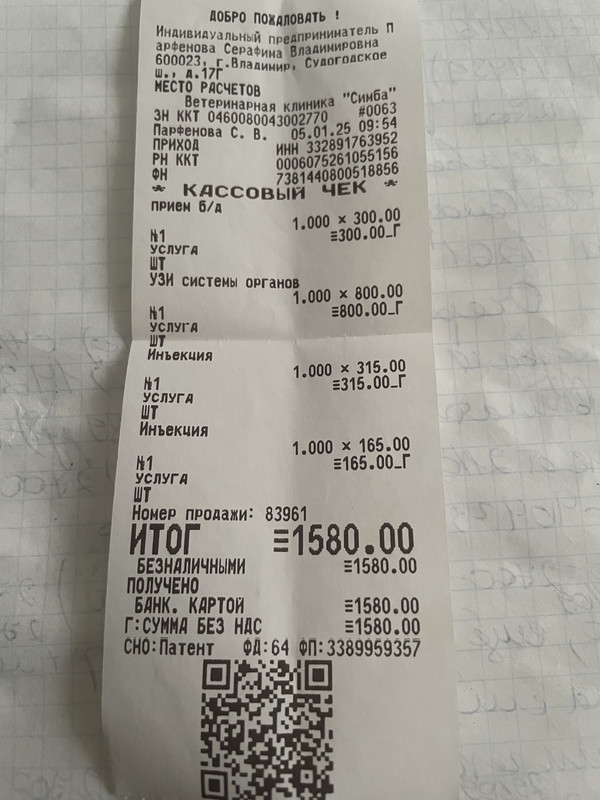 ДОБРО ПОЖАЛОВАТЬ !
Индивидуальный предприниматель П
арфенова Серафима Владимировна
600023, г.Владимир, Судогодское
ш., д.17Г
МЕСТО РАСЧЕТОВ
Ветеринарная клиника "Симба"
ЗН ККТ 0460080043002770 #0063
Парфенова С. В. 05.01.25 09:54
ПРИХОД ИНН 332891763952
РН ККТ 0006075261055156
ФН 7381440800518856
* КАССОВЫЙ ЧЕК *
прием б/д
1.000 × 300.00
№1 ≡300.00_Г
УСЛУГА
ШТ
УЗИ системы органов
1.000 × 800.00
№1 ≡800.00_Г
УСЛУГА
ШТ
Инъекция
1.000 × 315.00
№1 ≡315.00_Г
УСЛУГА
ШТ
Инъекция
1.000 × 165.00
№1 ≡165.00_Г
УСЛУГА
ШТ
Номер продажи: 83961
ИТОГ ≡1580.00
БЕЗНАЛИЧНЫМИ ≡1580.00
ПОЛУЧЕНО
БАНК. КАРТОЙ ≡1580.00
Г:СУММА БЕЗ НДС ≡1580.00
СНО:Патент ФД:64 ФП:3389959357